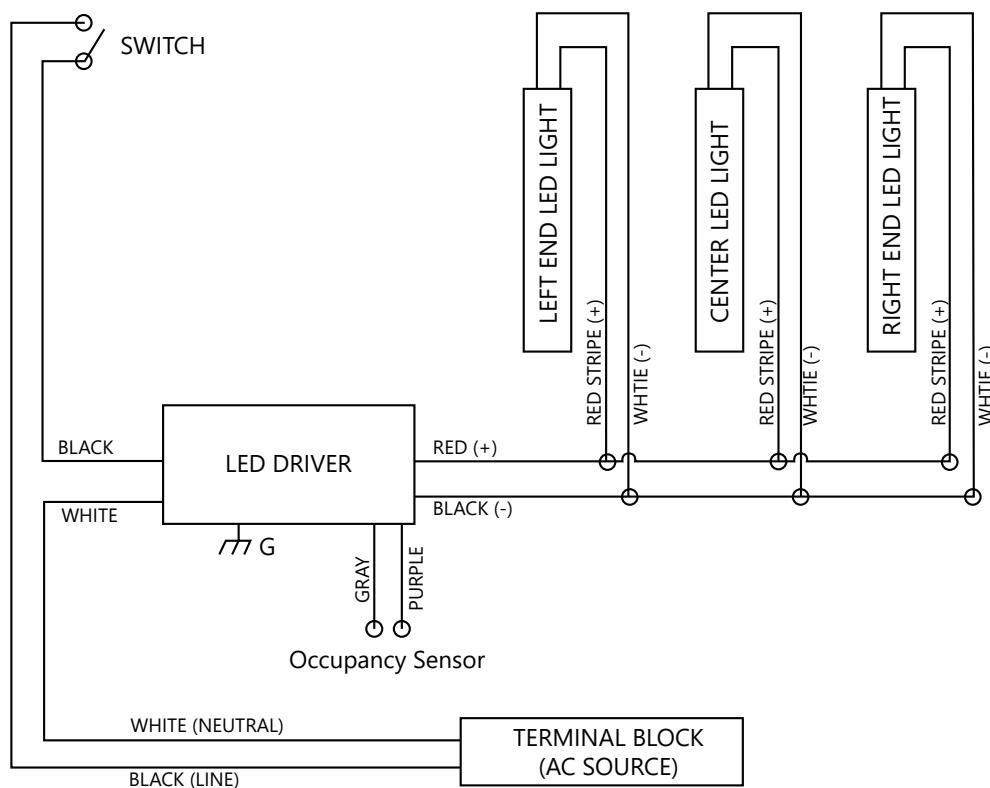 SWITCH
LEFT END LED LIGHT
CENTER LED LIGHT
RIGHT END LED LIGHT
RED STRIPE (+)
WHTIE (-)
RED STRIPE (+)
WHTIE (-)
RED STRIPE (+)
WHTIE (-)
BLACK
LED DRIVER
RED (+)
WHITE
BLACK (-)
G
GRAY
PURPLE
Occupancy Sensor
WHITE (NEUTRAL)
TERMINAL BLOCK
(AC SOURCE)
BLACK (LINE)